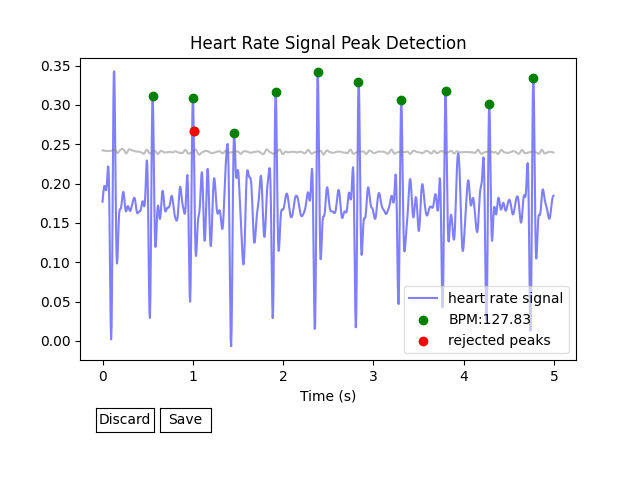 Heart Rate Signal Peak Detection
0.35
0.30
0.25
0.20
0.15
0.10
0.05
0.00
heart rate signal
BPM:127.83
rejected peaks
0 1 2 3 4 5
Time (s)
Discard Save